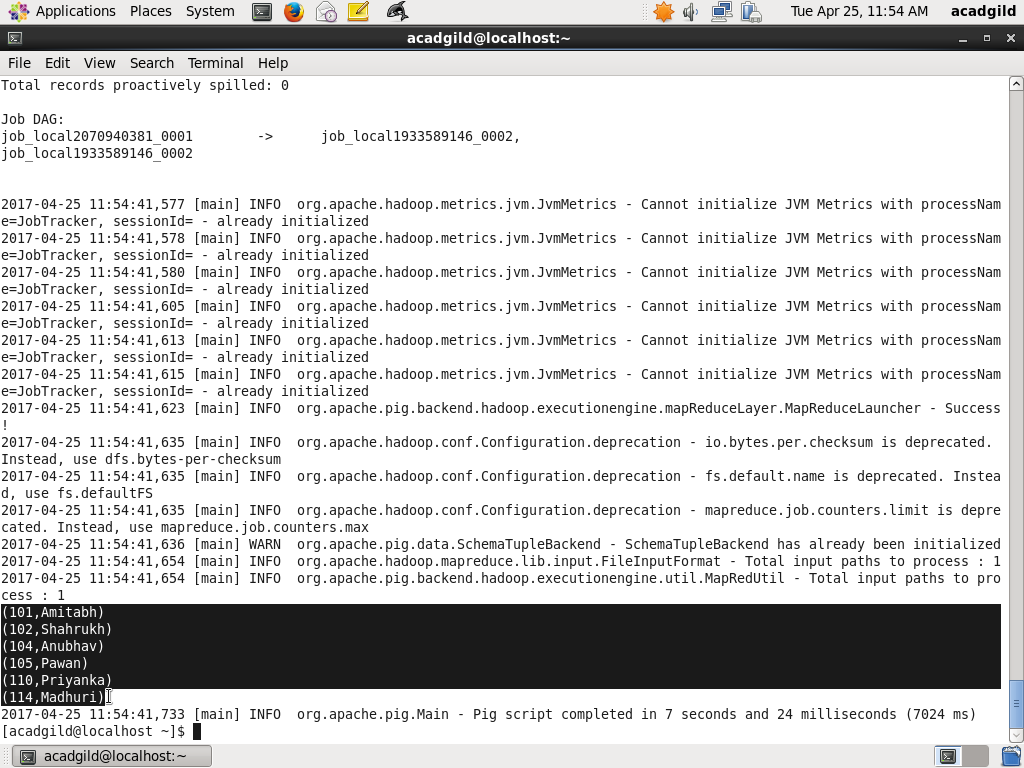 Applications Places System Tue Apr 25, 11:54 AM acadgild
acadgild@localhost:~
File Edit View Search Terminal Help
Total records proactively spilled: 0
Job DAG:
job_local2070940381_0001 -> job_local1933589146_0002,
job_local1933589146_0002
2017-04-25 11:54:41,577 [main] INFO org.apache.hadoop.metrics.jvm.JvmMetrics - Cannot initialize JVM Metrics with processNam
e=JobTracker, sessionId= - already initialized
2017-04-25 11:54:41,578 [main] INFO org.apache.hadoop.metrics.jvm.JvmMetrics - Cannot initialize JVM Metrics with processNam
e=JobTracker, sessionId= - already initialized
2017-04-25 11:54:41,580 [main] INFO org.apache.hadoop.metrics.jvm.JvmMetrics - Cannot initialize JVM Metrics with processNam
e=JobTracker, sessionId= - already initialized
2017-04-25 11:54:41,605 [main] INFO org.apache.hadoop.metrics.jvm.JvmMetrics - Cannot initialize JVM Metrics with processNam
e=JobTracker, sessionId= - already initialized
2017-04-25 11:54:41,613 [main] INFO org.apache.hadoop.metrics.jvm.JvmMetrics - Cannot initialize JVM Metrics with processNam
e=JobTracker, sessionId= - already initialized
2017-04-25 11:54:41,615 [main] INFO org.apache.hadoop.metrics.jvm.JvmMetrics - Cannot initialize JVM Metrics with processNam
e=JobTracker, sessionId= - already initialized
2017-04-25 11:54:41,623 [main] INFO org.apache.pig.backend.hadoop.executionengine.mapReduceLayer.MapReduceLauncher - Success
!
2017-04-25 11:54:41,635 [main] INFO org.apache.hadoop.conf.Configuration.deprecation - io.bytes.per.checksum is deprecated.
Instead, use dfs.bytes-per-checksum
2017-04-25 11:54:41,635 [main] INFO org.apache.hadoop.conf.Configuration.deprecation - fs.default.name is deprecated. Instea
d, use fs.defaultFS
2017-04-25 11:54:41,635 [main] INFO org.apache.hadoop.conf.Configuration.deprecation - mapreduce.job.counters.limit is depre
cated. Instead, use mapreduce.job.counters.max
2017-04-25 11:54:41,636 [main] WARN org.apache.pig.data.SchemaTupleBackend - SchemaTupleBackend has already been initialized
2017-04-25 11:54:41,654 [main] INFO org.apache.hadoop.mapreduce.lib.input.FileInputFormat - Total input paths to process : 1
2017-04-25 11:54:41,654 [main] INFO org.apache.pig.backend.hadoop.executionengine.util.MapRedUtil - Total input paths to pro
cess : 1
(101,Amitabh)
(102,Shahrukh)
(104,Anubhav)
(105,Pawan)
(110,Priyanka)
(114,Madhuri)
2017-04-25 11:54:41,733 [main] INFO org.apache.pig.Main - Pig script completed in 7 seconds and 24 milliseconds (7024 ms)
[acadgild@localhost ~]$
acadgild@localhost:~